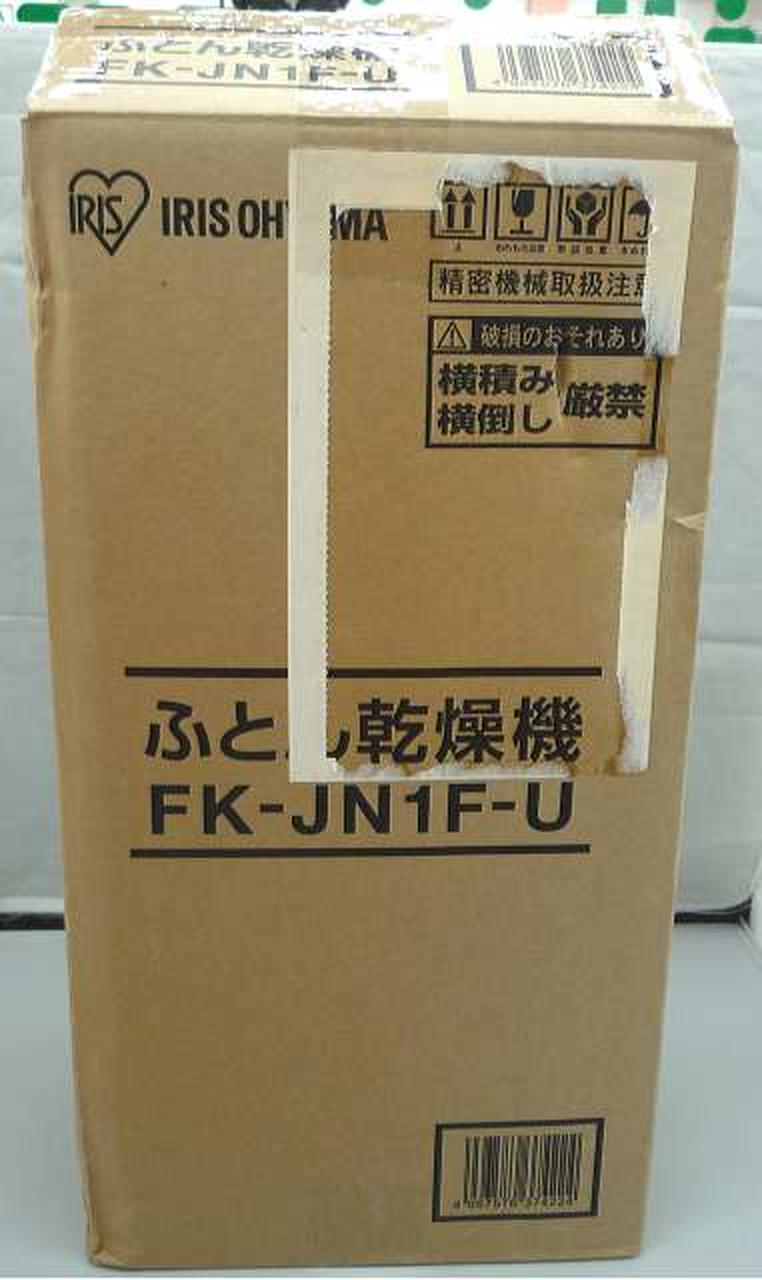 ふとん乾燥機
FK-JN1F-U
IRIS
IRIS OHYAMA
精密機械取扱注意
破損のおそれあり
横積み
横倒し
厳禁
ふとん乾燥機
FK-JN1F-U